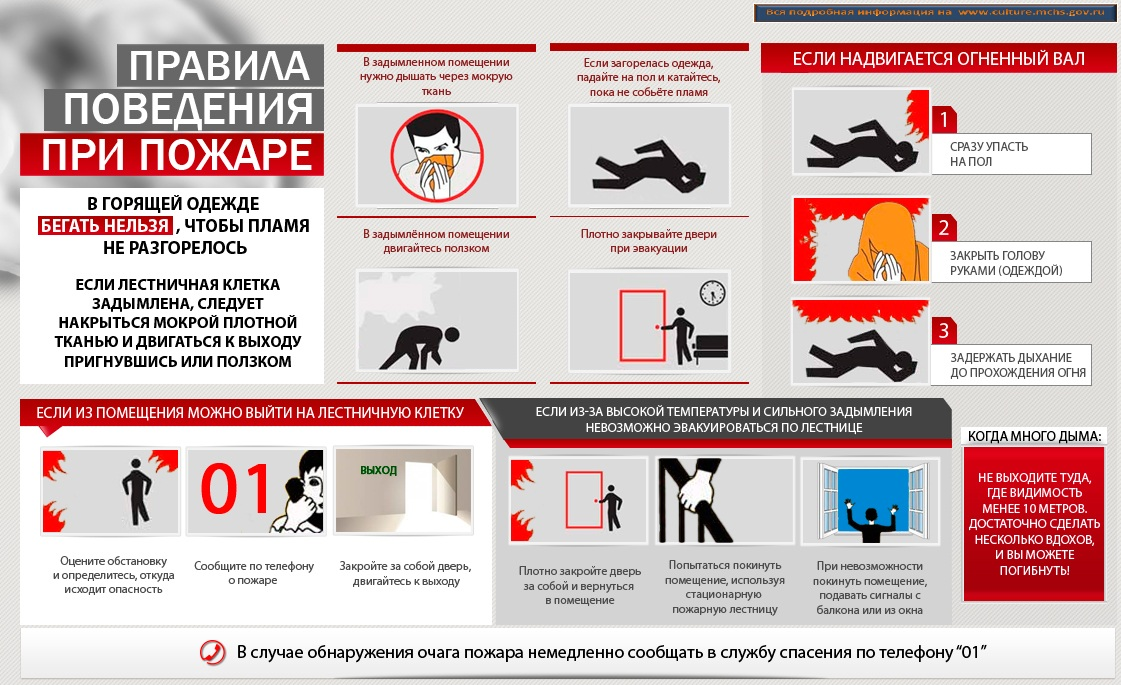 Вся подробная информация на www.culture.mchs.gov.ru
ПРАВИЛА
ПОВЕДЕНИЯ
ПРИ ПОЖАРЕ
В ГОРЯЩЕЙ ОДЕЖДЕ
БЕГАТЬ НЕЛЬЗЯ, ЧТОБЫ ПЛАМЯ
НЕ РАЗГОРЕЛОСЬ
ЕСЛИ ЛЕСТНИЧНАЯ КЛЕТКА
ЗАДЫМЛЕНА, СЛЕДУЕТ
НАКРЫТЬСЯ МОКРОЙ ПЛОТНОЙ
ТКАНЬЮ И ДВИГАТЬСЯ К ВЫХОДУ
ПРИГНУВШИСЬ ИЛИ ПОЛЗКОМ
В задымленном помещении
нужно дышать через мокрую
ткань
Если загорелась одежда,
падайте на пол и катайтесь,
пока не собьёте пламя
В задымлённом помещении
двигайтесь ползком
Плотно закрывайте двери
при эвакуации
ЕСЛИ НАДВИГАЕТСЯ ОГНЕННЫЙ ВАЛ
1
СРАЗУ УПАСТЬ
НА ПОЛ
2
ЗАКРЫТЬ ГОЛОВУ
РУКАМИ (ОДЕЖДОЙ)
3
ЗАДЕРЖАТЬ ДЫХАНИЕ
ДО ПРОХОЖДЕНИЯ ОГНЯ
ЕСЛИ ИЗ ПОМЕЩЕНИЯ МОЖНО ВЫЙТИ НА ЛЕСТНИЧНУЮ КЛЕТКУ
01
ВЫХОД
Оцените обстановку
и определитесь, откуда
исходит опасность
Сообщите по телефону
о пожаре
Закройте за собой дверь,
двигайтесь к выходу
ЕСЛИ ИЗ-ЗА ВЫСОКОЙ ТЕМПЕРАТУРЫ И СИЛЬНОГО ЗАДЫМЛЕНИЯ
НЕВОЗМОЖНО ЭВАКУИРОВАТЬСЯ ПО ЛЕСТНИЦЕ
Плотно закройте дверь
за собой и вернуться
в помещение
Попытаться покинуть
помещение, используя
стационарную
пожарную лестницу
При невозможности
покинуть помещение,
подавать сигналы с
балкона или из окна
КОГДА МНОГО ДЫМА:
НЕ ВЫХОДИТЕ ТУДА,
ГДЕ ВИДИМОСТЬ
МЕНЕЕ 10 МЕТРОВ.
ДОСТАТОЧНО СДЕЛАТЬ
НЕСКОЛЬКО ВДОХОВ,
И ВЫ МОЖЕТЕ
ПОГИБНУТЬ!
В случае обнаружения очага пожара немедленно сообщать в службу спасения по телефону “01”